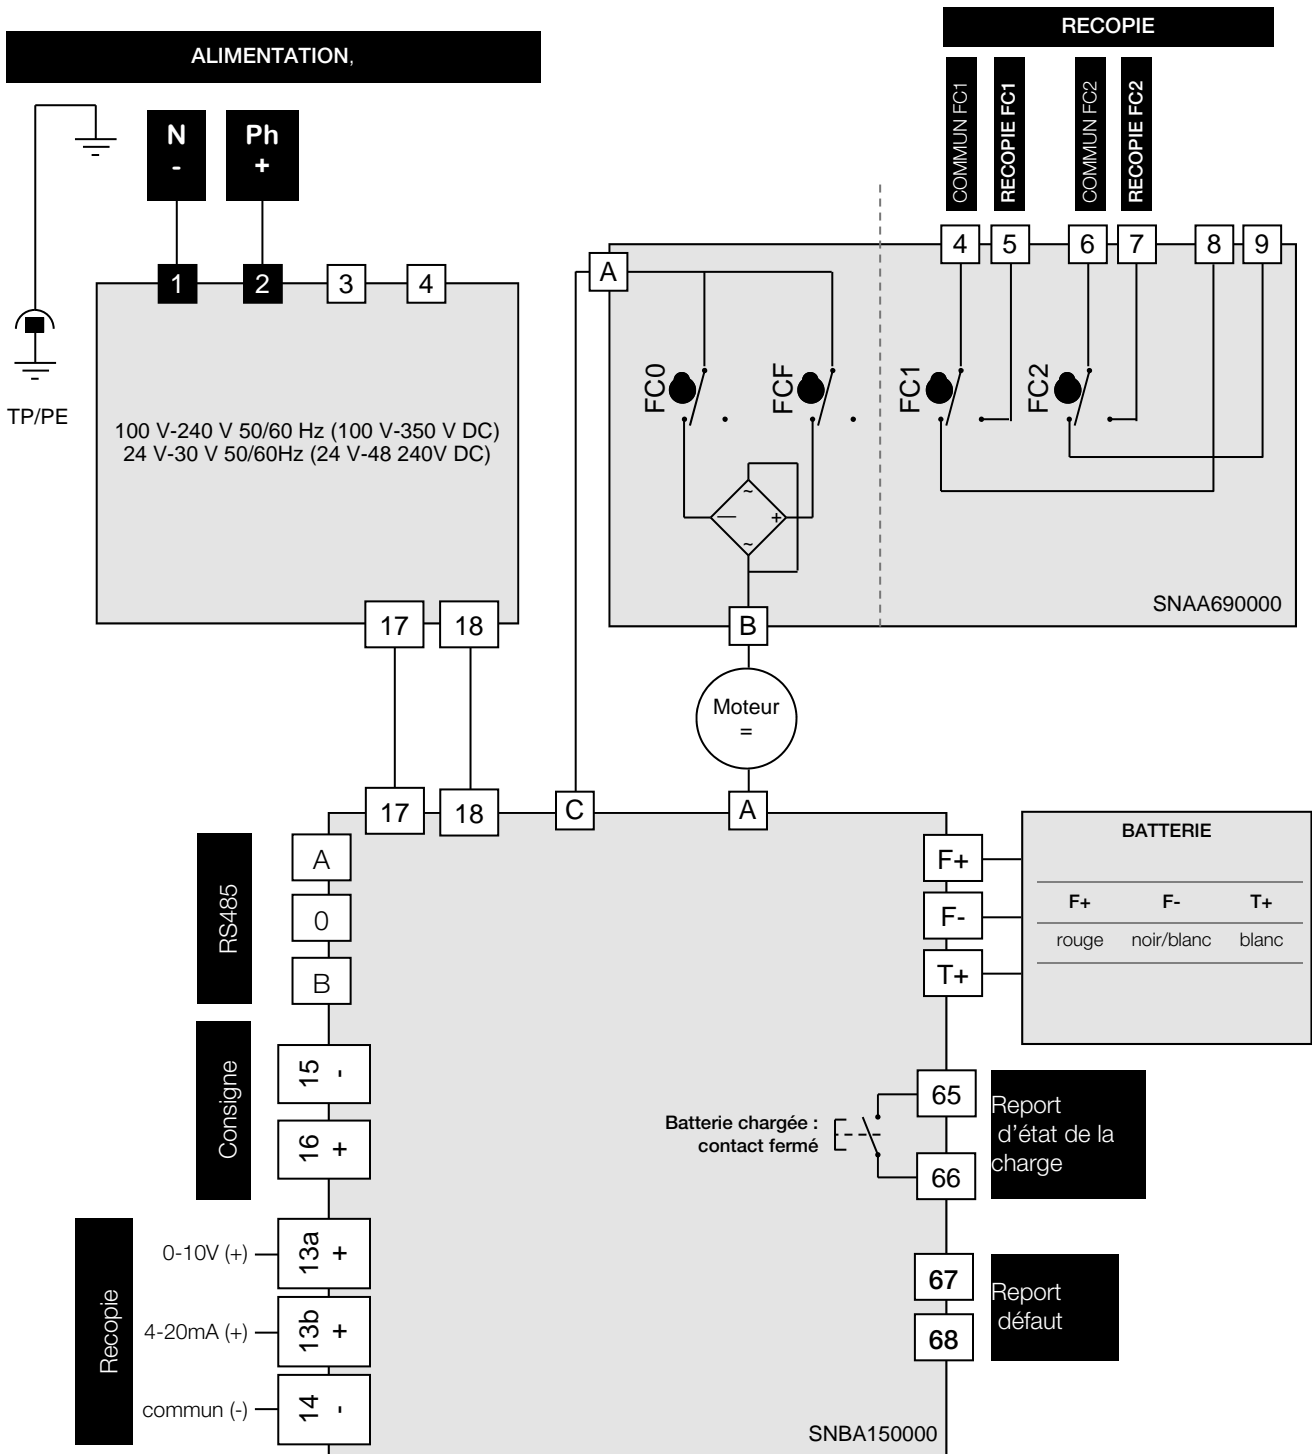 RECOPIE
ALIMENTATION,
COMMUN FC1
RECOPIE FC1
COMMUN FC2
RECOPIE FC2
N
-
Ph
+
4 5 6 7 8 9
A
1 2 3 4
TP/PE
100 V-240 V 50/60 Hz (100 V-350 V DC)
24 V-30 V 50/60Hz (24 V-48 240V DC)
FC0
FCF
FC1
FC2
~
— +
~
SNAA690000
17 18
B
Moteur
=
17 18 C A
RS485
A
0
B
F+
F-
T+
BATTERIE
F+ F- T+
rouge noir/blanc blanc
Consigne
15 -
16 +
Batterie chargée :
contact fermé
65
66
Report
d'état de la
charge
Recopie
0-10V (+)
13a +
4-20mA (+)
13b +
commun (-)
14 -
67
68
Report
défaut
SNBA150000